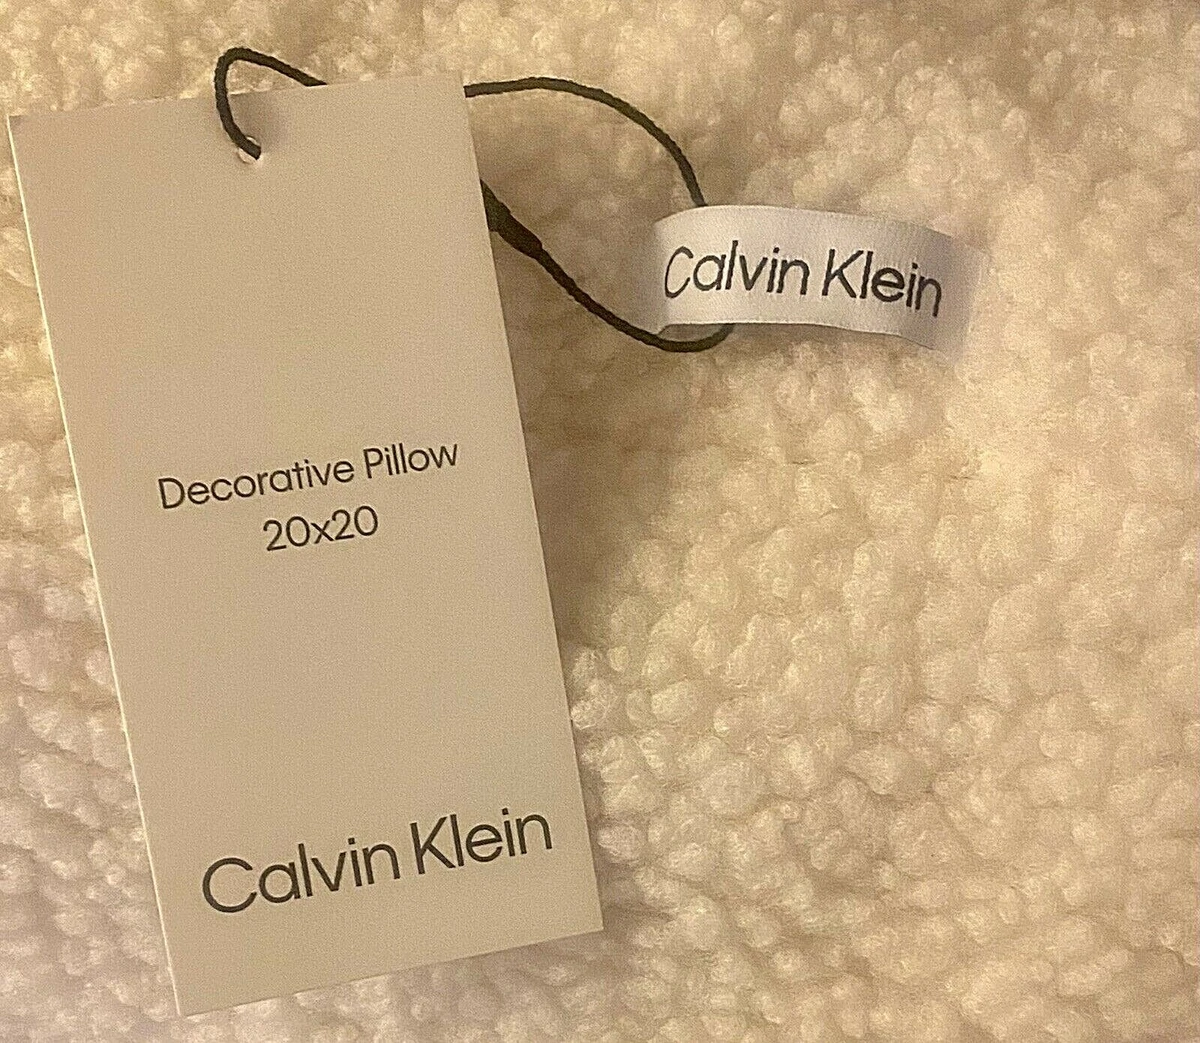 Calvin Klein
Decorative Pillow
20x20
Calvin Klein